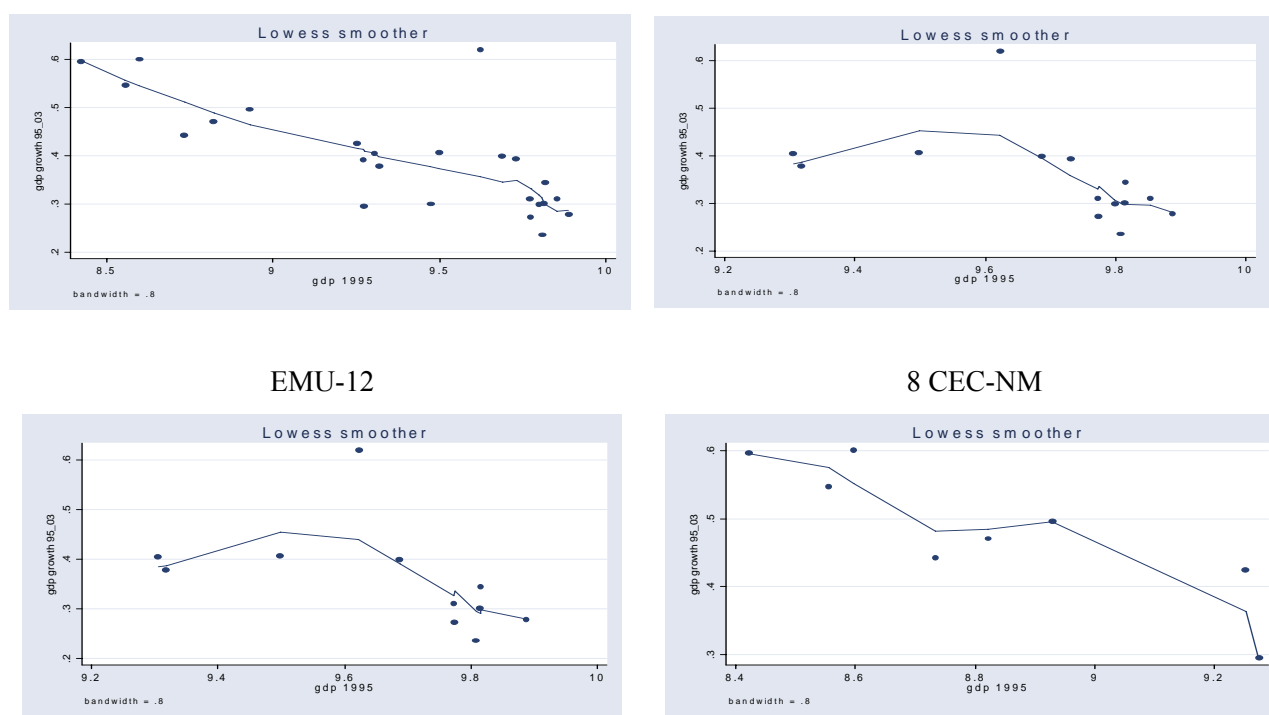 Lowess smoother
gdp growth 95_03
.6
.5
.4
.3
.2
8.5 9 9.5 10
gdp 1995
bandwidth = .8
Lowess smoother
gdp growth 95_03
.6
.5
.4
.3
.2
9.2 9.4 9.6 9.8 10
gdp 1995
bandwidth = .8
EMU-12
8 CEC-NM
Lowess smoother
gdp growth 95_03
.6
.5
.4
.3
.2
9.2 9.4 9.6 9.8 10
gdp 1995
bandwidth = .8
Lowess smoother
gdp growth 95_03
.6
.5
.4
.3
8.4 8.6 8.8 9 9.2
gdp 1995
bandwidth = .8